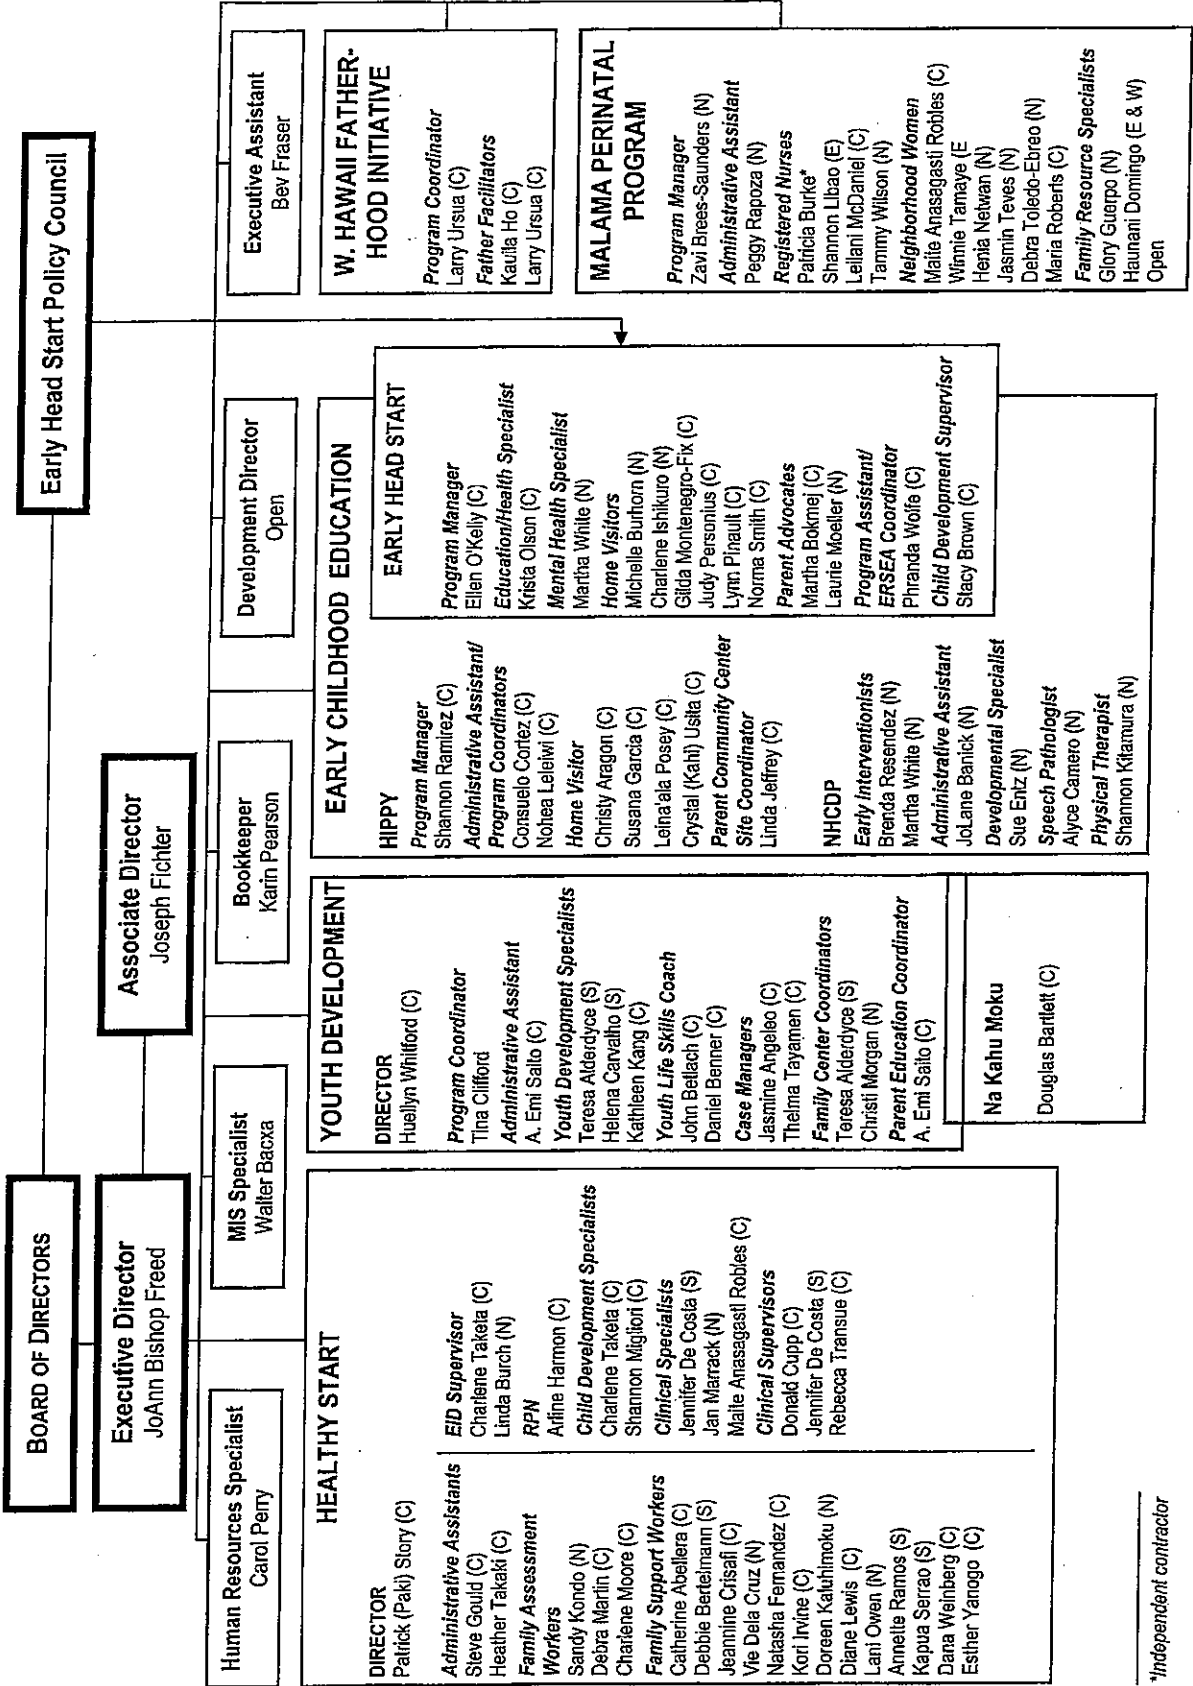 BOARD OF DIRECTORS
Early Head Start Policy Council
Executive Director
JoAnn Bishop Freed
Associate Director
Joseph Fichter
Human Resources Specialist
Carol Perry
MIS Specialist
Walter Bacxa
Bookkeeper
Karin Pearson
Development Director
Open
Executive Assistant
Bev Fraser
HEALTHY START
DIRECTOR
Patrick (Paki) Story (C)
Administrative Assistants
Steve Gould (C)
Heather Takaki (C)
Family Assessment
Workers
Sandy Kondo (N)
Debra Martin (C)
Charlene Moore (C)
Family Support Workers
Catherine Abellera (C)
Debbie Bertelmann (S)
Jeannine Crisafi (C)
Vie Dela Cruz (N)
Natasha Fernandez (C)
Kori Irvine (C)
Doreen Kaluhimoku (N)
Diane Lewis (C)
Lani Owen (N)
Annette Ramos (S)
Kapua Serrao (S)
Dana Weinberg (C)
Esther Yanogo (C)
EID Supervisor
Charlene Taketa (C)
Linda Burch (N)
RPN
Arline Harmon (C)
Child Development Specialists
Charlene Taketa (C)
Shannon Migliori (C)
Clinical Specialists
Jennifer De Costa (S)
Jan Marrack (N)
Maite Anasagasti Robles (C)
Clinical Supervisors
Donald Cupp (C)
Jennifer De Costa (S)
Rebecca Transue (C)
YOUTH DEVELOPMENT
DIRECTOR
Huellyn Whitford (C)
Program Coordinator
Tina Clifford
Administrative Assistant
A. Emi Saito (C)
Youth Development Specialists
Teresa Alderdyce (S)
Helena Carvalho (S)
Kathleen Kang (C)
Youth Life Skills Coach
John Betlach (C)
Daniel Benner (C)
Case Managers
Jasmine Angeleo (C)
Thelma Tayamen (C)
Family Center Coordinators
Teresa Alderdyce (S)
Christi Morgan (N)
Parent Education Coordinator
A. Emi Saito (C)
Na Kahu Moku
Douglas Bartlett (C)
EARLY CHILDHOOD EDUCATION
HIPPY
Program Manager
Shannon Ramirez (C)
Administrative Assistant/
Program Coordinators
Consuelo Cortez (C)
Nohea Leleiwi (C)
Home Visitor
Christy Aragon (C)
Susana Garcia (C)
Leina'ala Posey (C)
Crystal (Kahi) Usita (C)
Parent Community Center
Site Coordinator
Linda Jeffrey (C)
NHCDP
Early Interventionists
Brenda Resendez (N)
Martha White (N)
Administrative Assistant
JoLane Banick (N)
Developmental Specialist
Sue Entz (N)
Speech Pathologist
Alyce Camero (N)
Physical Therapist
Shannon Kitamura (N)
EARLY HEAD START
Program Manager
Ellen O'Kelly (C)
Education/Health Specialist
Krista Olson (C)
Mental Health Specialist
Martha White (N)
Home Visitors
Michelle Burhorn (N)
Charlene Ishikuro (N)
Gilda Montenegro-Fix (C)
Judy Personius (C)
Lynn Pinault (C)
Norma Smith (C)
Parent Advocates
Martha Bokmej (C)
Laurie Moeller (N)
Program Assistant/
ERSEA Coordinator
Phranda Wolfe (C)
Child Development Supervisor
Stacy Brown (C)
W. HAWAII FATHER-
HOOD INITIATIVE
Program Coordinator
Larry Ursua (C)
Father Facilitators
Kauila Ho (C)
Larry Ursua (C)
MALAMA PERINATAL
PROGRAM
Program Manager
Zavi Brees-Saunders (N)
Administrative Assistant
Peggy Rapoza (N)
Registered Nurses
Patricia Burke*
Shannon Libao (E)
Leilani McDaniel (C)
Tammy Wilson (N)
Neighborhood Women
Maite Anasagasti Robles (C)
Winnie Tamaye (E
Henia Netwan (N)
Jasmin Teves (N)
Debra Toledo-Ebreo (N)
Maria Roberts (C)
Family Resource Specialists
Glory Guerpo (N)
Haunani Domingo (E & W)
Open
*Independent contractor